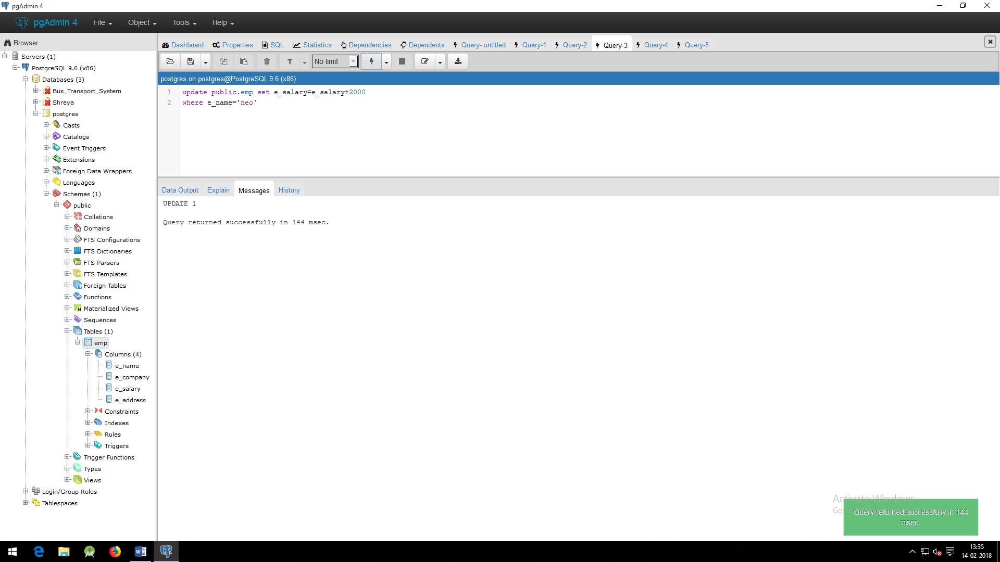 pgAdmin 4
pgAdmin 4 File Object Tools Help
Browser
Dashboard Properties SQL Statistics Dependencies Dependents Query- untitled Query-1 Query-2 Query-3 Query-4 Query-5
No limit
postgres on postgres@PostgreSQL 9.6 (x86)
1 update public.emp set e_salary=e_salary+2000
2 where e_name='neo'
Data Output Explain Messages History
UPDATE 1
Query returned successfully in 144 msec.
Servers (1)
PostgreSQL 9.6 (x86)
Databases (3)
Bus_Transport_System
Shreya
postgres
Casts
Catalogs
Event Triggers
Extensions
Foreign Data Wrappers
Languages
Schemas (1)
public
Collations
Domains
FTS Configurations
FTS Dictionaries
FTS Parsers
FTS Templates
Foreign Tables
Functions
Materialized Views
Sequences
Tables (1)
emp
Columns (4)
e_name
e_company
e_salary
e_address
Constraints
Indexes
Rules
Triggers
Trigger Functions
Types
Views
Login/Group Roles
Tablespaces
Activate Windows
Go to
Query returned successfully in 144
msec.
13:35
14-02-2018